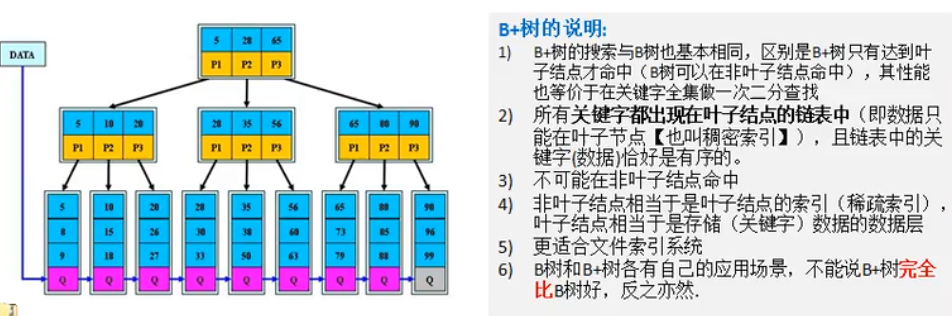 DATA
5 28 65
P1 P2 P3
5 10 20
P1 P2 P3
28 35 56
P1 P2 P3
65 80 90
P1 P2 P3
5 10 20 28 35 56 65 80 90
8 15 26 30 38 60 73 85 96
9 18 27 33 50 63 79 88 99
Q Q Q Q Q Q Q Q Q
B+树的说明:
1) B+树的搜索与B树也基本相同，区别是B+树只有达到叶
子结点才命中（B树可以在非叶子结点命中），其性能
也等价于在关键字全集做一次二分查找
2) 所有关键字都出现在叶子结点的链表中（即数据只
能在叶子节点【也叫稠密索引】），且链表中的关
键字(数据)恰好是有序的。
3) 不可能在非叶子结点命中
4) 非叶子结点相当于是叶子结点的索引（稀疏索引），
叶子结点相当于是存储（关键字）数据的数据层
5) 更适合文件索引系统
6) B树和B+树各有自己的应用场景，不能说B+树完全
比B树好，反之亦然.